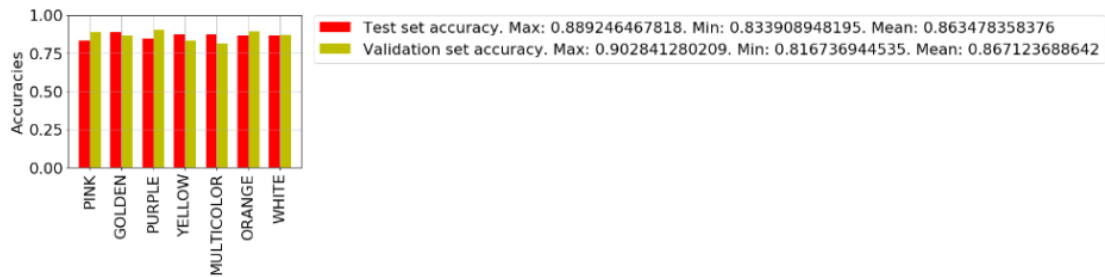 1.00
0.75
0.50
0.25
0.00
Accuracies
PINK
GOLDEN
PURPLE
YELLOW
MULTICOLOR
ORANGE
WHITE
Test set accuracy. Max: 0.889246467818. Min: 0.833908948195. Mean: 0.863478358376
Validation set accuracy. Max: 0.902841280209. Min: 0.816736944535. Mean: 0.867123688642